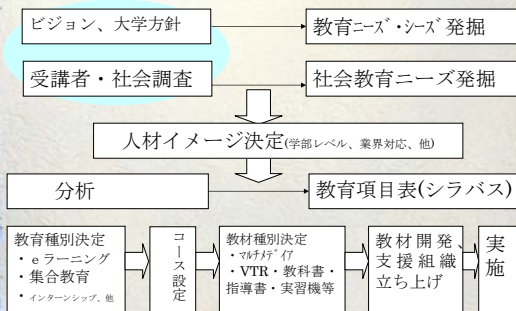 ビジョン、大学方針
教育ニーズ・シーズ発掘
受講者・社会調査
社会教育ニーズ発掘
人材イメージ決定(学部レベル、業界対応、他)
分析
教育項目表(シラバス)
教育種別決定
・eラーニング
・集合教育
・インターンシップ、他
コース設定
教材種別決定
・マルチメディア
・VTR・教科書・
指導書・実習機等
教材開発、
支援組織
立ち上げ
実施